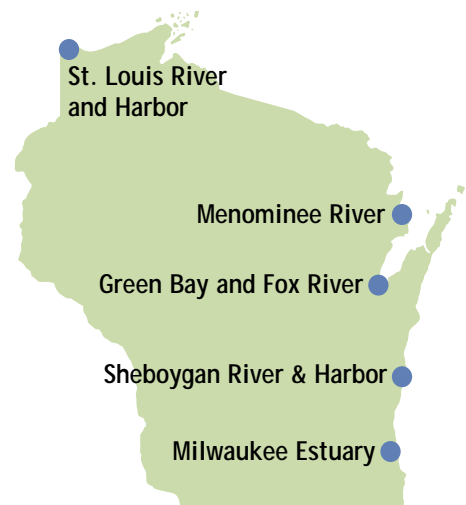 St. Louis River
and Harbor
Menominee River
Green Bay and Fox River
Sheboygan River & Harbor
Milwaukee Estuary